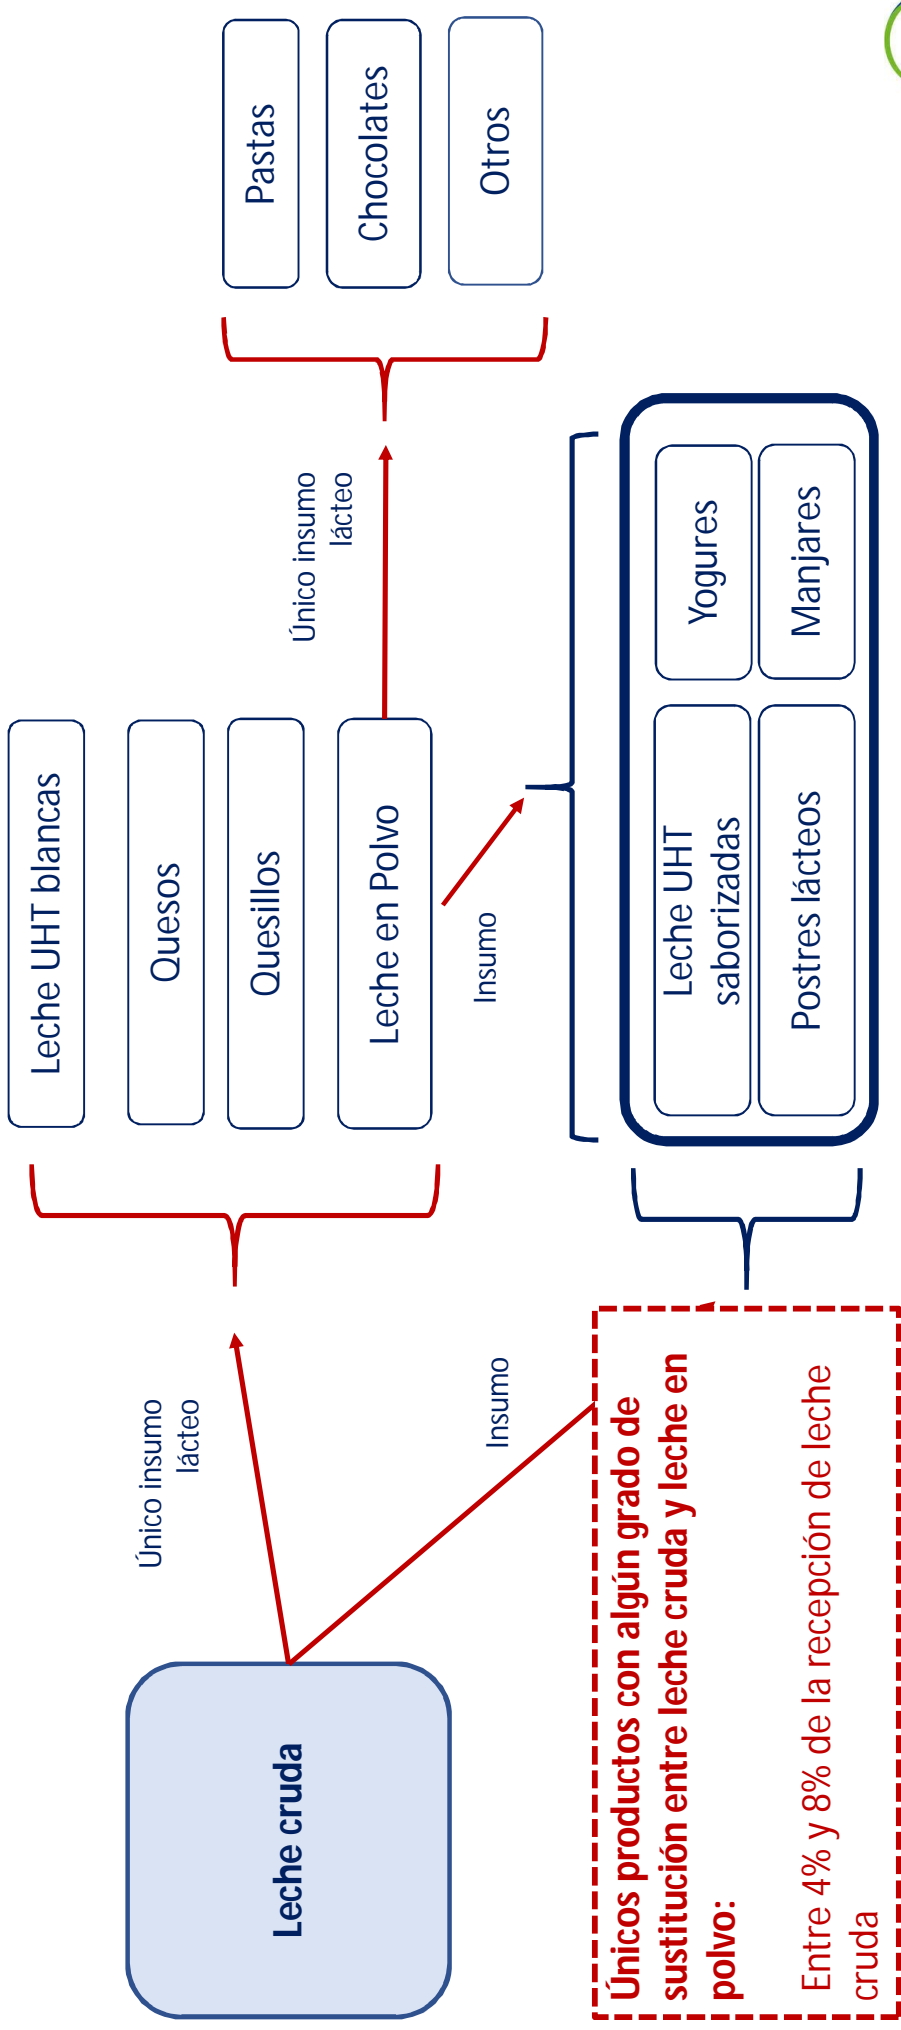 Leche cruda
Único insumo
lácteo
Insumo
Leche UHT blancas
Quesos
Quesillos
Leche en Polvo
Único insumo
lácteo
Pastas
Chocolates
Otros
Insumo
Leche UHT
saborizadas
Yogures
Postres lácteos
Manjares
Únicos productos con algún grado de
sustitución entre leche cruda y leche en
polvo:
Entre 4% y 8% de la recepción de leche
cruda